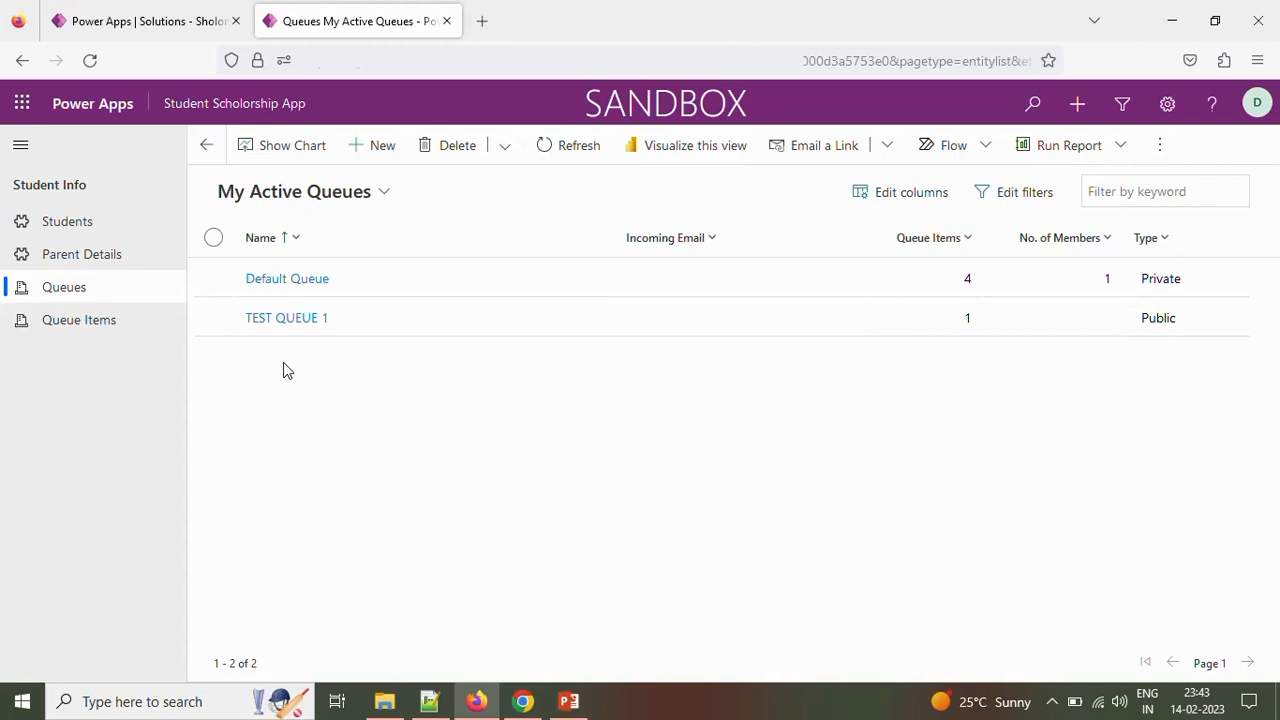 Power Apps | Solutions - Sholor
Queues My Active Queues - Po
000d3a5753e0&pagetype=entitylist&et
Power Apps
Student Scholorship App
SANDBOX
D
Show Chart
New
Delete
Refresh
Visualize this view
Email a Link
Flow
Run Report
Student Info
Students
Parent Details
Queues
Queue Items
My Active Queues
Edit columns
Edit filters
Filter by keyword
Name
Incoming Email
Queue Items
No. of Members
Type
Default Queue 4 1 Private
TEST QUEUE 1 1 Public
1 - 2 of 2
Page 1
Type here to search
25°C Sunny
ENG
IN
23:43
14-02-2023